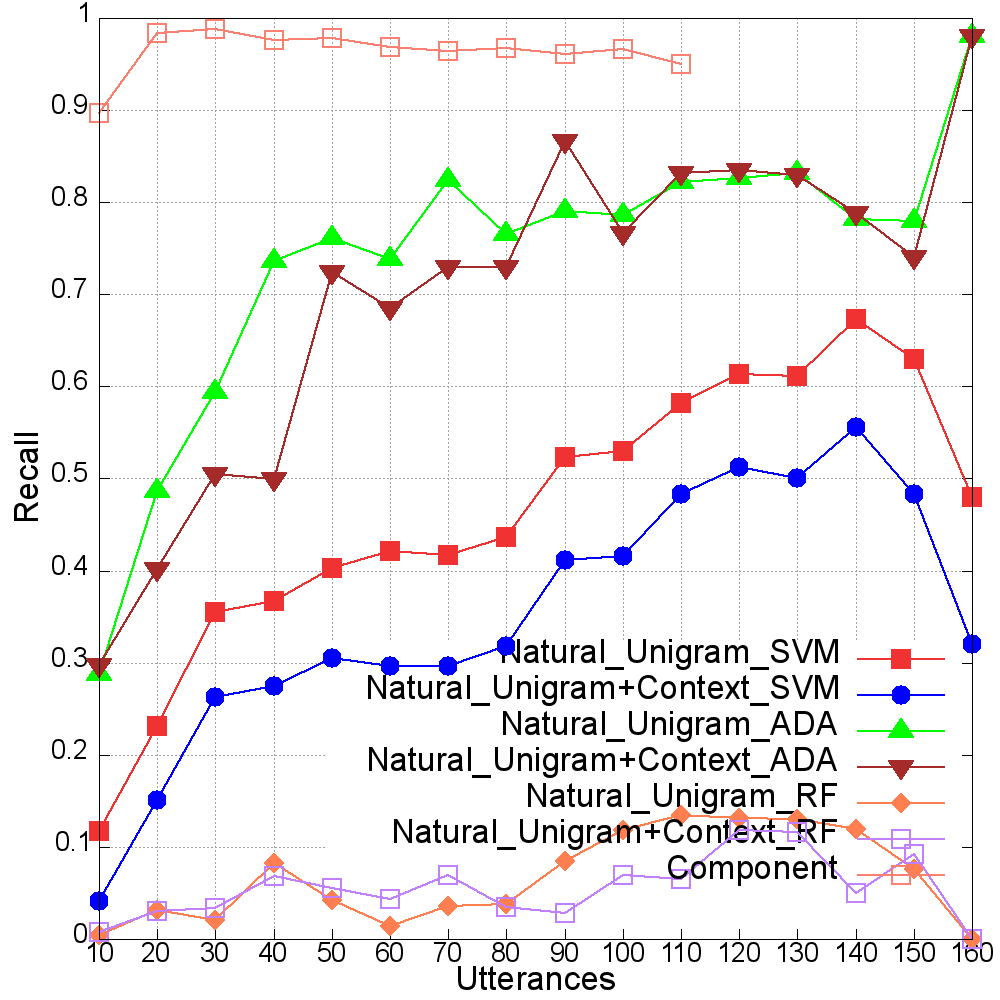 1
0.9
0.8
0.7
0.6
0.5
0.4
0.3
0.2
0.1
0
Recall
Natural_Unigram_SVM
Natural_Unigram+Context_SVM
Natural_Unigram_ADA
Natural_Unigram+Context_ADA
Natural_Unigram_RF
Natural_Unigram+Context_RF
Component
10 20 30 40 50 60 70 80 90 100 110 120 130 140 150 160
Utterances